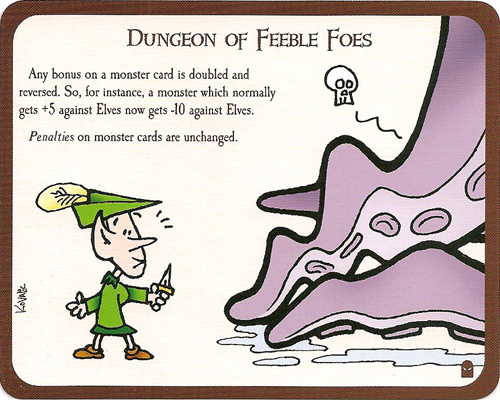 DUNGEON OF FEEBLE FOES
Any bonus on a monster card is doubled and
reversed. So, for instance, a monster which normally
gets +5 against Elves now gets -10 against Elves.
Penalties on monster cards are unchanged.
KOVALIC